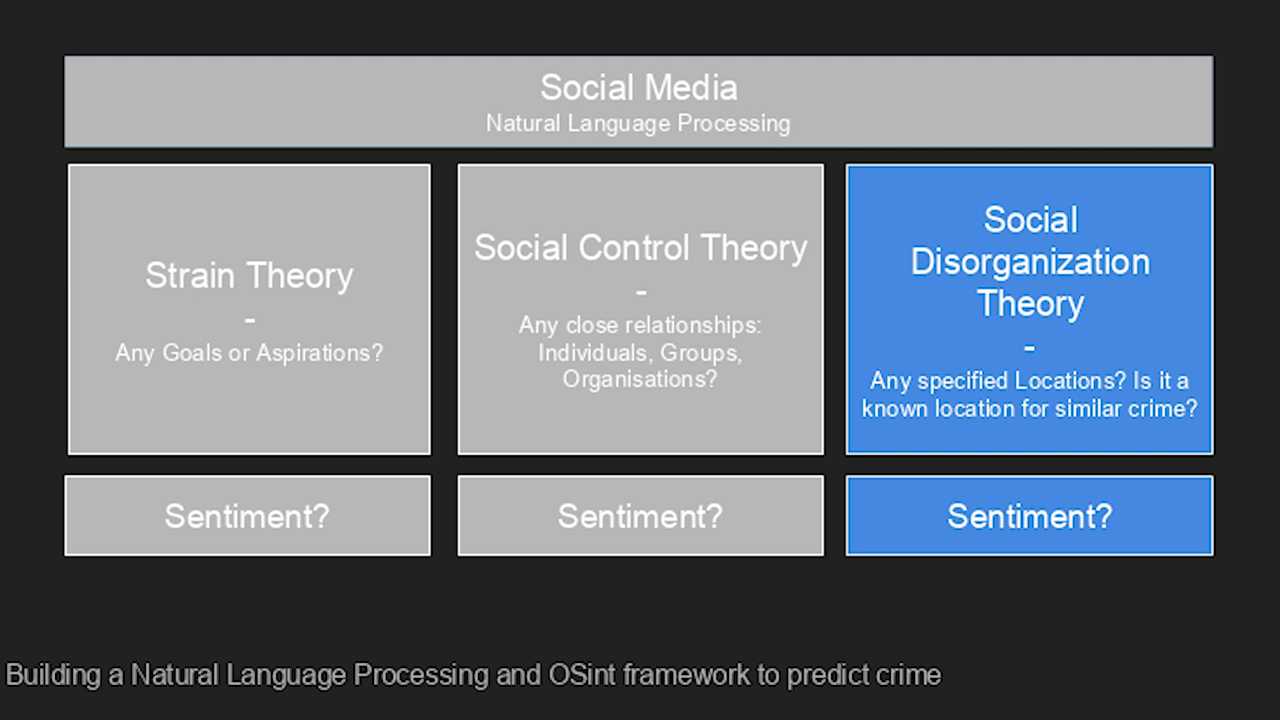 Social Media
Natural Language Processing
Strain Theory
-
Any Goals or Aspirations?
Social Control Theory
-
Any close relationships:
Individuals, Groups,
Organisations?
Social
Disorganization
Theory
-
Any specified Locations? Is it a
known location for similar crime?
Sentiment?
Sentiment?
Sentiment?
Building a Natural Language Processing and OSint framework to predict crime